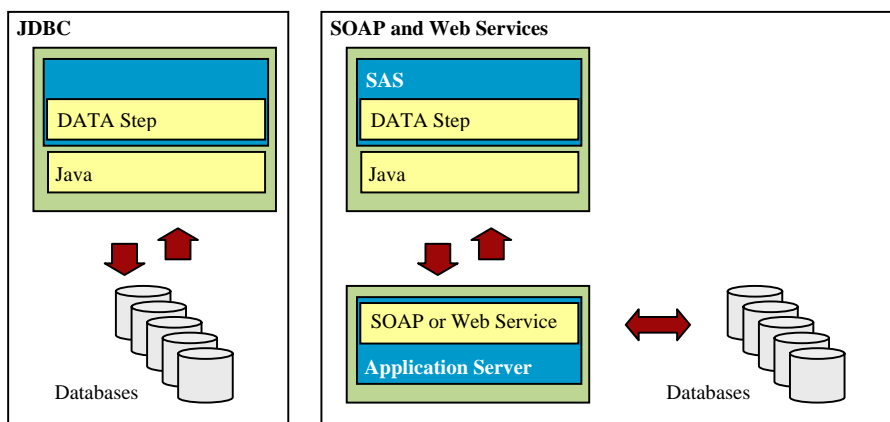 JDBC
DATA Step
Java
Databases
SOAP and Web Services
SAS
DATA Step
Java
SOAP or Web Service
Application Server
Databases